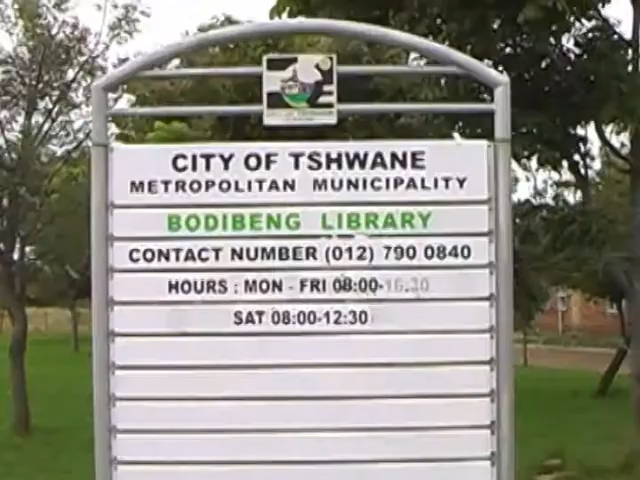 CITY OF TSHWANE
METROPOLITAN MUNICIPALITY
BODIBENG LIBRARY
CONTACT NUMBER (012) 790 0840
HOURS : MON - FRI 08:00-16:30
SAT 08:00-12:30